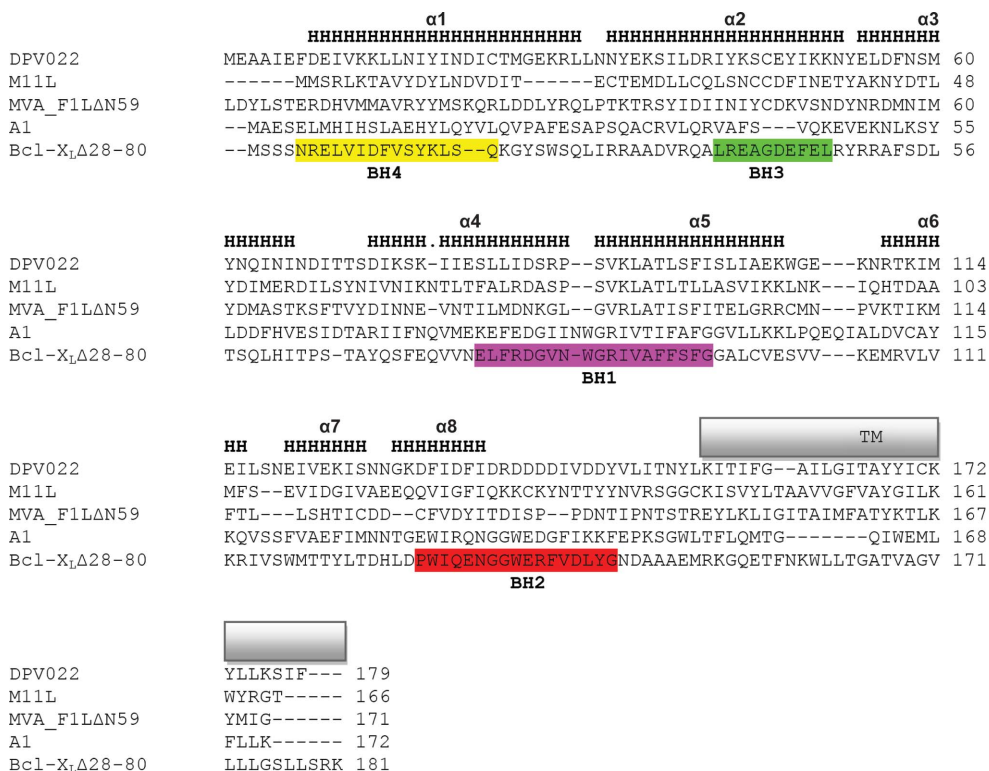 α1 α2 α3
HHHHHHHHHHHHHHHHHHHHHHH HHHHHHHHHHHHHHHHHHHH HHHHHHH
DPV022 MEAAIEFDEIVKKLLNIYINDICTMGEKRLLNNYEKSILDRIYKSCEYIKKNYELDFNSM 60
M11L ------MMSRLKTAVYDYLNDVDIT-----ECTEMDLLCQLSNCCDFINETYAKNYDTL 48
MVA_F1LΔN59 LDYLSTERDHVMMAVRYYMSKQRLDDLYRQLPTKTRSYIDIINIYCDKVSNDYNRDMNIM 60
A1 --MAESELMHIHSLAEHYLQYVLQVPAFESAPSQACRVLQRVAFS---VQKEVEKNLKSY 55
Bcl-XLΔ28-80 --MSSSNRELVIDFVSYKLS--QKGYSWSQLIRRAADVRQALREAGDEFELRYRRAFSDL 56
BH4 BH3
α4 α5 α6
HHHHHH HHHHH.HHHHHHHHHHH HHHHHHHHHHHHHHHH HHHHH
DPV022 YNQININDITTSDIKSK-IIESLLIDSRP--SVKLATLSFISLIAEKWGE---KNRTKIM 114
M11L YDIMERDILSYNIVNIKNTLTFALRDASP--SVKLATLTLLASVIKKLNK---IQHTDAA 103
MVA_F1LΔN59 YDMASTKSFTVYDINNE-VNTILMDNKGL--GVRLATISFITELGRRCMN---PVKTIKM 114
A1 LDDFHVESIDTARIIFNQVMEKEFEDGIINWGRIVTIFAFGGVLLKKLPQEQIALDVCAY 115
Bcl-XLΔ28-80 TSQLHITPS-TAYQSFEQVVNELFRDGVN-WGRIVAFFSFGGALCVESVV---KEMRVLV 111
BH1
α7 α8
HH HHHHHHH HHHHHHHH
TM
DPV022 EILSNEIVEKISNNGKDFIDFIDRDDDDIVDDYVLITNYLKITIFG--AILGITAYYICK 172
M11L MFS--EVIDGIVAEEQQVIGFIQKKCKYNTTYYNVRSGGCKISVYLTAAVVGFVAYGILK 161
MVA_F1LΔN59 FTL---LSHTICDD--CFVDYITDISP--PDNTIPNTSTREYLKLIGITAIMFATYKTLK 167
A1 KQVSSFVAEFIMNNTGEWIRQNGGWEDGFIKKFEPKSGWLTFLQMTG-----QIWEML 168
Bcl-XLΔ28-80 KRIVSWMTTYLTDHLDPWIQENGGWERFVDLYGNDAAAEMRKGQETFNKWLLTGATVAGV 171
BH2
DPV022 YLLKSIF--- 179
M11L WYRGT----- 166
MVA_F1LΔN59 YMIG------ 171
A1 FLLK------ 172
Bcl-XLΔ28-80 LLLGSLLSRK 181